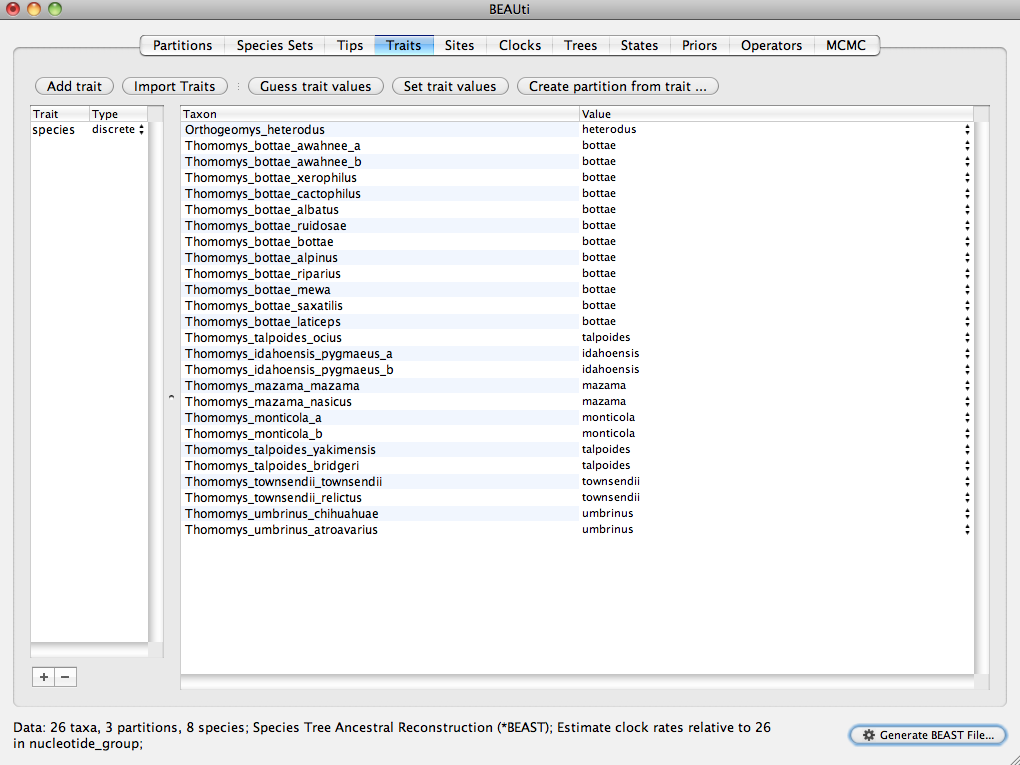 BEAUti
Partitions Species Sets Tips Traits Sites Clocks Trees States Priors Operators MCMC
Add trait Import Traits Guess trait values Set trait values Create partition from trait ...
Trait Type Taxon Value
species discrete Orthogeomys_heterodus heterodus
Thomomys_bottae_awahnee_a bottae
Thomomys_bottae_awahnee_b bottae
Thomomys_bottae_xerophilus bottae
Thomomys_bottae_cactophilus bottae
Thomomys_bottae_albatus bottae
Thomomys_bottae_ruidosae bottae
Thomomys_bottae_bottae bottae
Thomomys_bottae_alpinus bottae
Thomomys_bottae_riparius bottae
Thomomys_bottae_mewa bottae
Thomomys_bottae_saxatilis bottae
Thomomys_bottae_laticeps bottae
Thomomys_talpoides_ocius talpoides
Thomomys_idahoensis_pygmaeus_a idahoensis
Thomomys_idahoensis_pygmaeus_b idahoensis
Thomomys_mazama_mazama mazama
Thomomys_mazama_nasicus mazama
Thomomys_monticola_a monticola
Thomomys_monticola_b monticola
Thomomys_talpoides_yakimensis talpoides
Thomomys_talpoides_bridgeri talpoides
Thomomys_townsendii_townsendii townsendii
Thomomys_townsendii_relictus townsendii
Thomomys_umbrinus_chihuahuae umbrinus
Thomomys_umbrinus_atroavarius umbrinus
+ −
Data: 26 taxa, 3 partitions, 8 species; Species Tree Ancestral Reconstruction (*BEAST); Estimate clock rates relative to 26
in nucleotide_group;
Generate BEAST File...